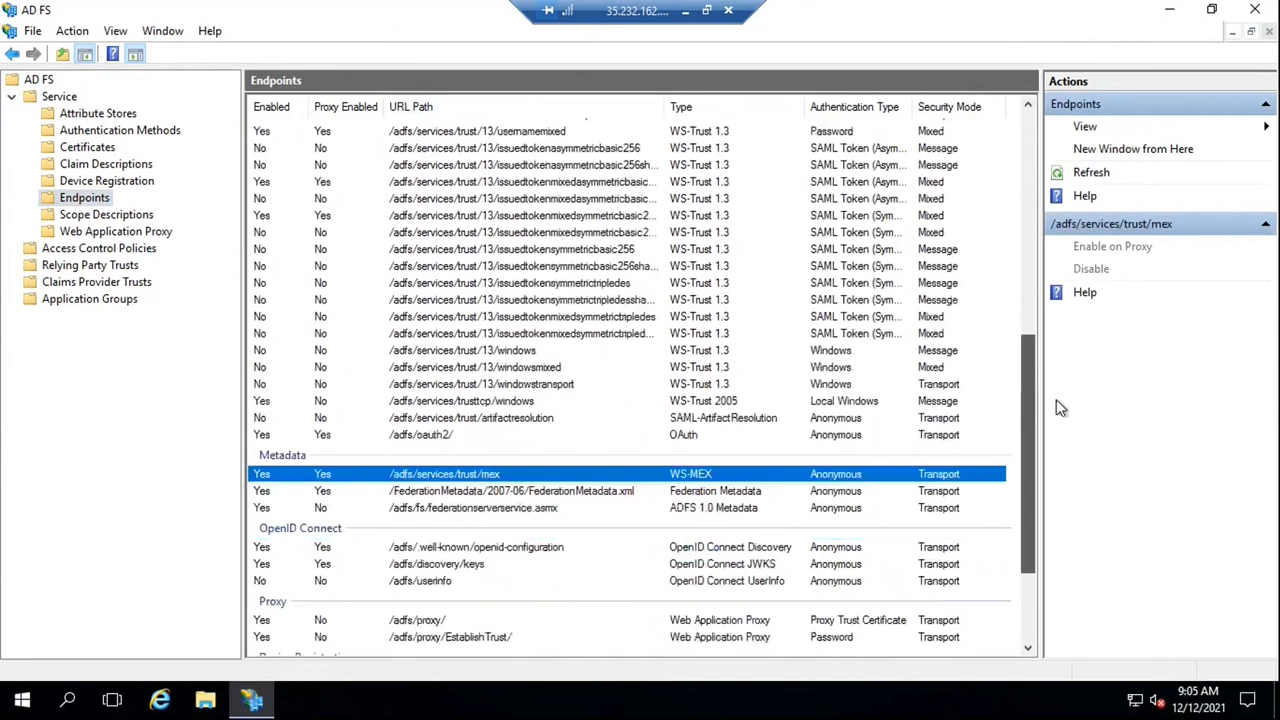 AD FS
35.232.162....
File Action View Window Help
AD FS
Service
Attribute Stores
Authentication Methods
Certificates
Claim Descriptions
Device Registration
Endpoints
Scope Descriptions
Web Application Proxy
Access Control Policies
Relying Party Trusts
Claims Provider Trusts
Application Groups
Endpoints
Enabled Proxy Enabled URL Path Type Authentication Type Security Mode
Yes Yes /adfs/services/trust/13/usernamemixed WS-Trust 1.3 Password Mixed
No No /adfs/services/trust/13/issuedtokenasymmetricbasic256 WS-Trust 1.3 SAML Token (Asym... Message
No No /adfs/services/trust/13/issuedtokenasymmetricbasic256sh... WS-Trust 1.3 SAML Token (Asym... Message
Yes Yes /adfs/services/trust/13/issuedtokenmixedasymmetricbasic... WS-Trust 1.3 SAML Token (Asym... Mixed
No No /adfs/services/trust/13/issuedtokenmixedasymmetricbasic... WS-Trust 1.3 SAML Token (Asym... Mixed
Yes Yes /adfs/services/trust/13/issuedtokenmixedsymmetricbasic2... WS-Trust 1.3 SAML Token (Sym... Mixed
No No /adfs/services/trust/13/issuedtokenmixedsymmetricbasic2... WS-Trust 1.3 SAML Token (Sym... Mixed
No No /adfs/services/trust/13/issuedtokensymmetricbasic256 WS-Trust 1.3 SAML Token (Sym... Message
No No /adfs/services/trust/13/issuedtokensymmetricbasic256sha... WS-Trust 1.3 SAML Token (Sym... Message
No No /adfs/services/trust/13/issuedtokensymmetrictripledes WS-Trust 1.3 SAML Token (Sym... Message
No No /adfs/services/trust/13/issuedtokensymmetrictripledessha... WS-Trust 1.3 SAML Token (Sym... Message
No No /adfs/services/trust/13/issuedtokenmixedsymmetrictripledes WS-Trust 1.3 SAML Token (Sym... Mixed
No No /adfs/services/trust/13/issuedtokenmixedsymmetrictripled... WS-Trust 1.3 SAML Token (Sym... Mixed
No No /adfs/services/trust/13/windows WS-Trust 1.3 Windows Message
No No /adfs/services/trust/13/windowsmixed WS-Trust 1.3 Windows Mixed
No No /adfs/services/trust/13/windowstransport WS-Trust 1.3 Windows Transport
Yes No /adfs/services/trusttcp/windows WS-Trust 2005 Local Windows Message
No No /adfs/services/trust/artifactresolution SAML-ArtifactResolution Anonymous Transport
Yes Yes /adfs/oauth2/ OAuth Anonymous Transport
Metadata
Yes Yes /adfs/services/trust/mex WS-MEX Anonymous Transport
Yes Yes /FederationMetadata/2007-06/FederationMetadata.xml Federation Metadata Anonymous Transport
Yes No /adfs/fs/federationserverservice.asmx ADFS 1.0 Metadata Anonymous Transport
OpenID Connect
Yes Yes /adfs/.well-known/openid-configuration OpenID Connect Discovery Anonymous Transport
Yes Yes /adfs/discovery/keys OpenID Connect JWKS Anonymous Transport
No No /adfs/userinfo OpenID Connect UserInfo Anonymous Transport
Proxy
Yes No /adfs/proxy/ Web Application Proxy Proxy Trust Certificate Transport
Yes No /adfs/proxy/EstablishTrust/ Web Application Proxy Password Transport
Actions
Endpoints
View
New Window from Here
Refresh
Help
/adfs/services/trust/mex
Enable on Proxy
Disable
Help
9:05 AM
12/12/2021